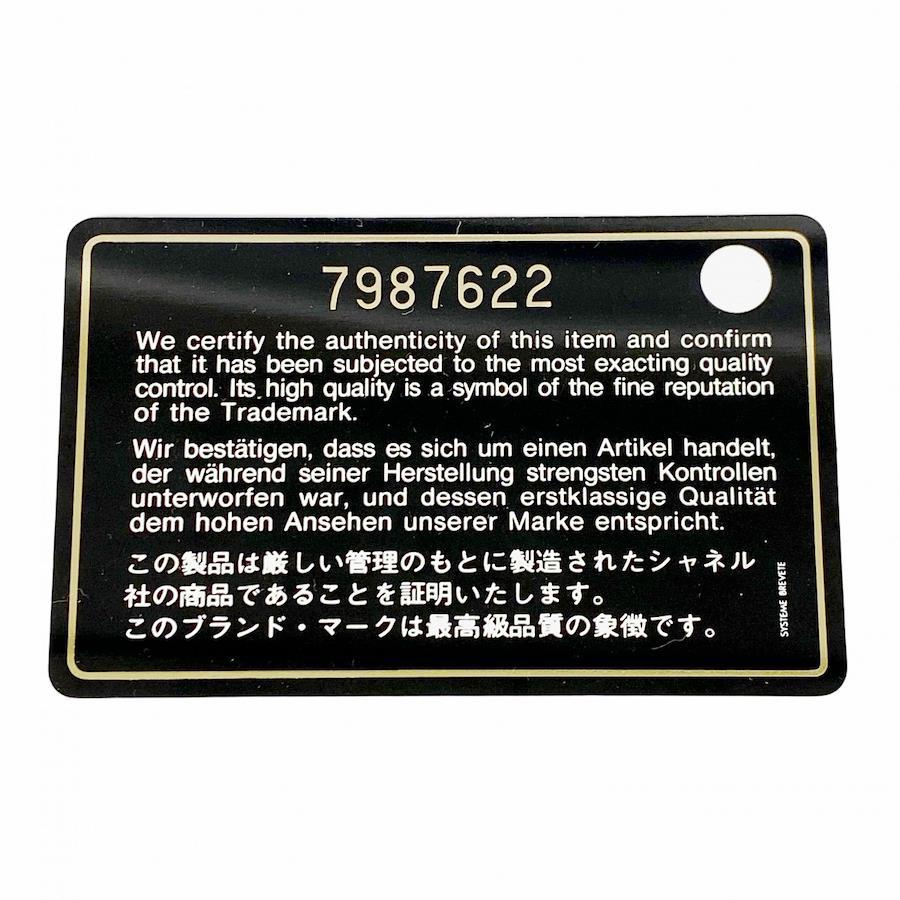 7987622
We certify the authenticity of this item and confirm
that it has been subjected to the most exacting quality
control. Its high quality is a symbol of the fine reputation
of the Trademark.
Wir bestätigen, dass es sich um einen Artikel handelt,
der während seiner Herstellung strengsten Kontrollen
unterworfen war, und dessen erstklassige Qualität
dem hohen Ansehen unserer Marke entspricht.
この製品は厳しい管理のもとに製造されたシャネル
社の商品であることを証明いたします。
このブランド・マークは最高級品質の象徴です。
SYSTEME BREVETE